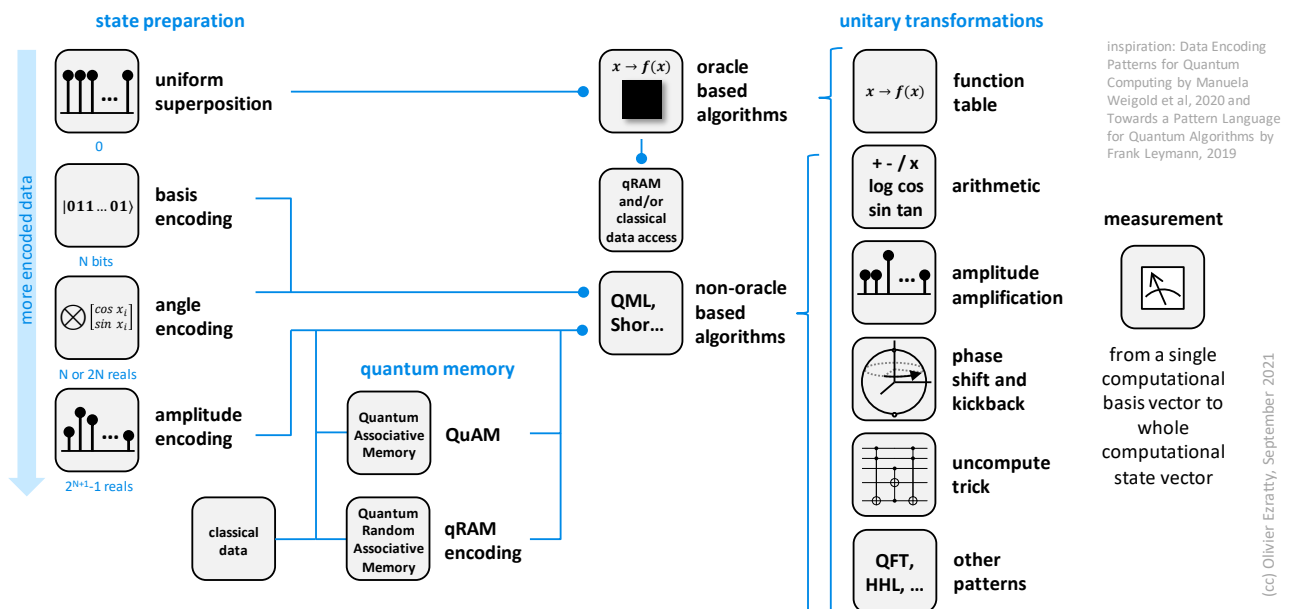 state preparation
uniform
superposition
0
more encoded data
|011 … 01⟩
basis
encoding
N bits
⊗ [cos x_i
sin x_i]
angle
encoding
N or 2N reals
...
amplitude
encoding
2^{N+1}-1 reals
quantum memory
Quantum
Associative
Memory
QuAM
classical
data
Quantum
Random
Associative
Memory
qRAM
encoding
x → f(x)
oracle
based
algorithms
qRAM
and/or
classical
data access
QML,
Shor...
non-oracle
based
algorithms
unitary transformations
x → f(x)
function
table
+ - / x
log cos
sin tan
arithmetic
...
amplitude
amplification
phase
shift and
kickback
uncompute
trick
QFT,
HHL, ...
other
patterns
inspiration: Data Encoding
Patterns for Quantum
Computing by Manuela
Weigold et al, 2020 and
Towards a Pattern Language
for Quantum Algorithms by
Frank Leymann, 2019
measurement
from a single
computational
basis vector to
whole
computational
state vector
(cc) Olivier Ezratty, September 2021